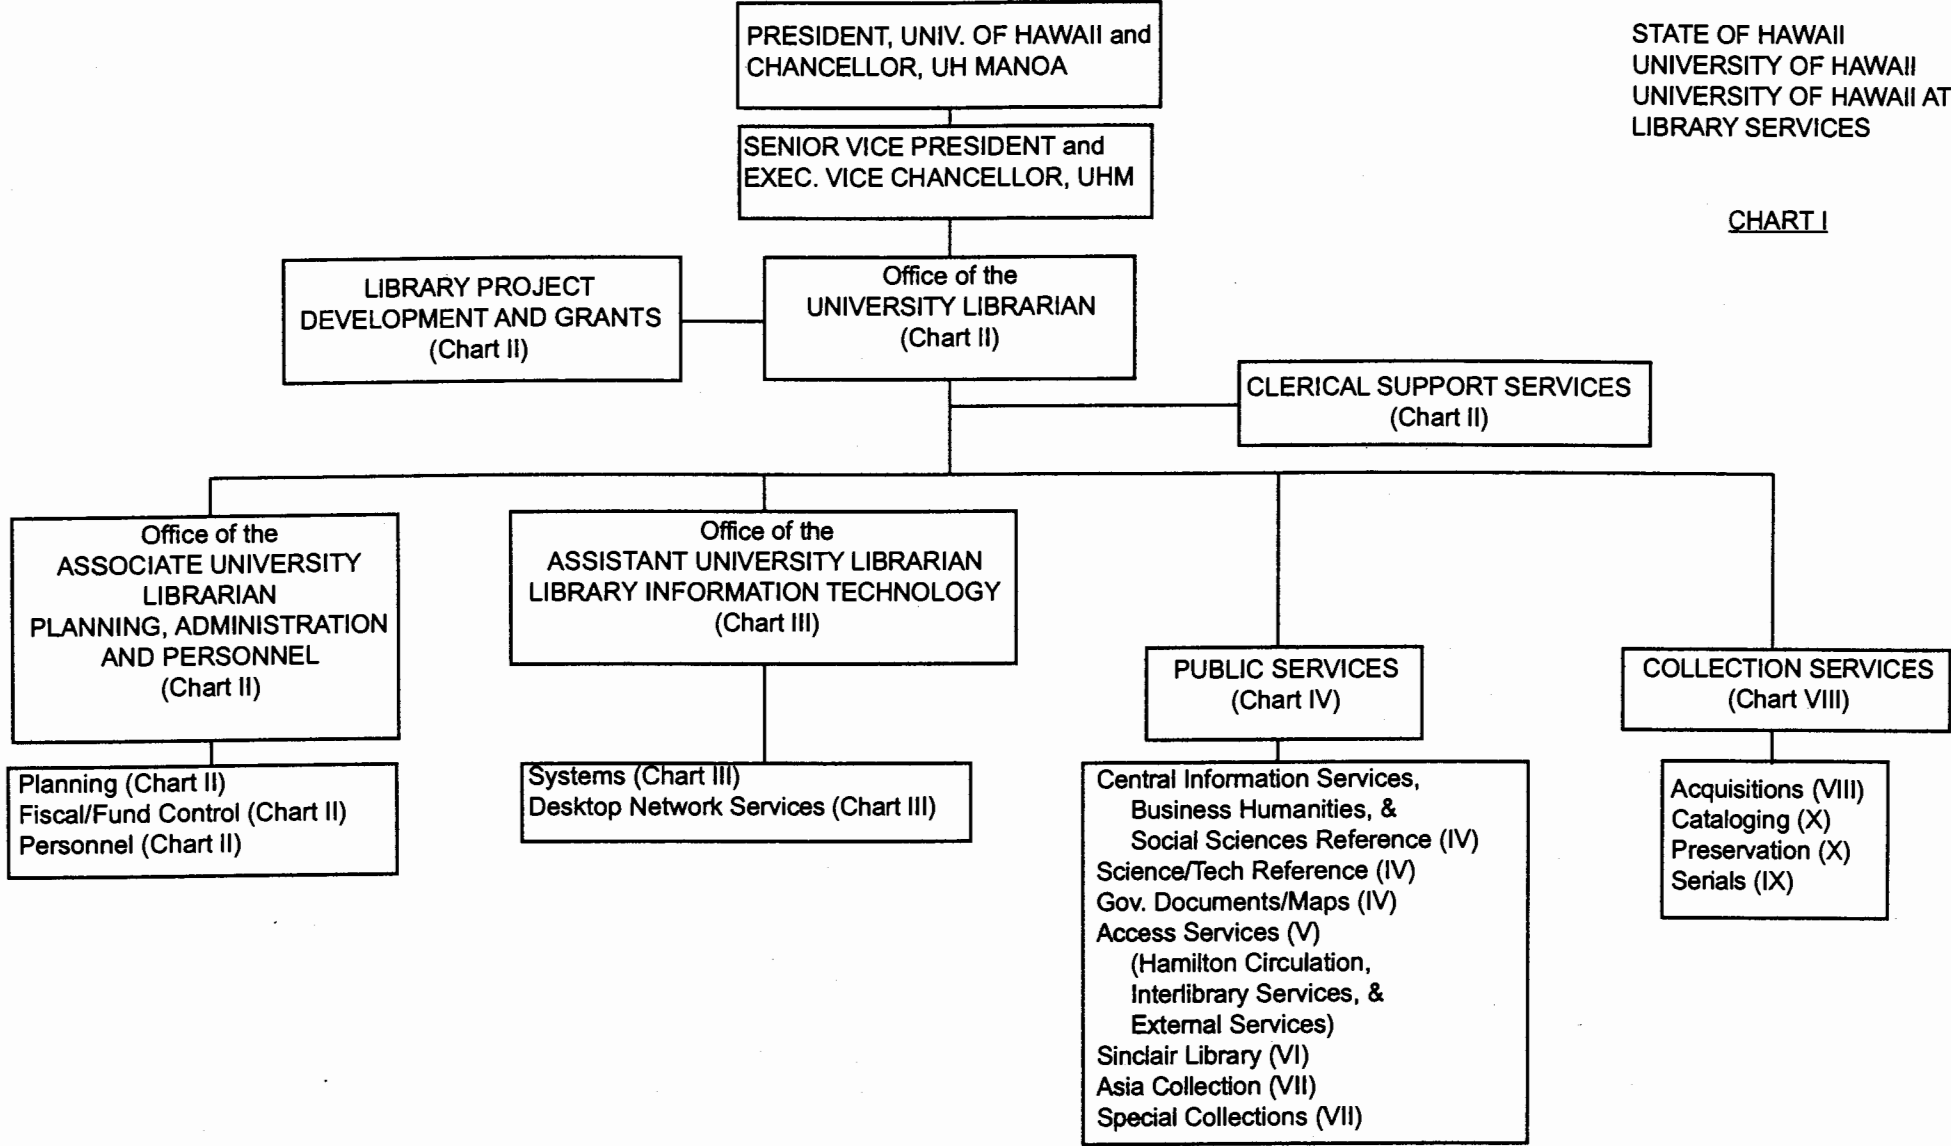 PRESIDENT, UNIV. OF HAWAII and
CHANCELLOR, UH MANOA
STATE OF HAWAII
UNIVERSITY OF HAWAII
UNIVERSITY OF HAWAII AT
LIBRARY SERVICES
CHART I
SENIOR VICE PRESIDENT and
EXEC. VICE CHANCELLOR, UHM
LIBRARY PROJECT
DEVELOPMENT AND GRANTS
(Chart II)
Office of the
UNIVERSITY LIBRARIAN
(Chart II)
CLERICAL SUPPORT SERVICES
(Chart II)
Office of the
ASSOCIATE UNIVERSITY
LIBRARIAN
PLANNING, ADMINISTRATION
AND PERSONNEL
(Chart II)
Office of the
ASSISTANT UNIVERSITY LIBRARIAN
LIBRARY INFORMATION TECHNOLOGY
(Chart III)
PUBLIC SERVICES
(Chart IV)
COLLECTION SERVICES
(Chart VIII)
Planning (Chart II)
Fiscal/Fund Control (Chart II)
Personnel (Chart II)
Systems (Chart III)
Desktop Network Services (Chart III)
Central Information Services,
Business Humanities, &
Social Sciences Reference (IV)
Science/Tech Reference (IV)
Gov. Documents/Maps (IV)
Access Services (V)
(Hamilton Circulation,
Interlibrary Services, &
External Services)
Sinclair Library (VI)
Asia Collection (VII)
Special Collections (VII)
Acquisitions (VIII)
Cataloging (X)
Preservation (X)
Serials (IX)